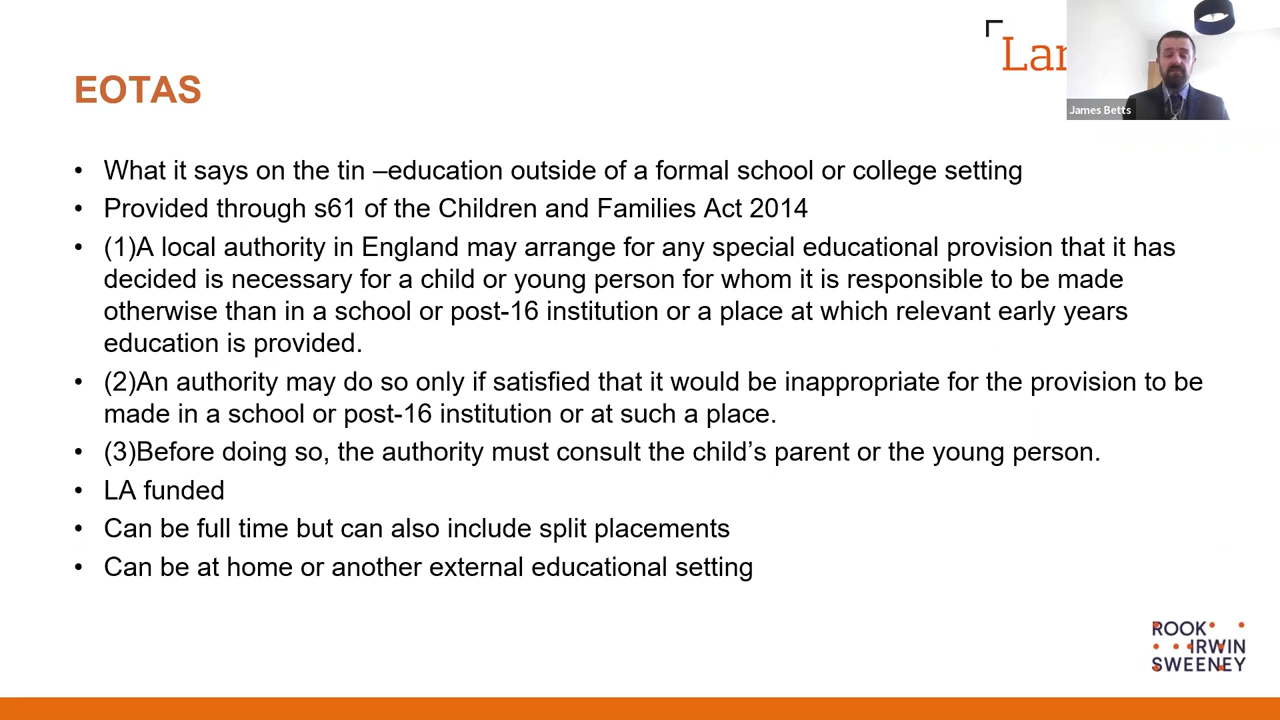 Lar
James Betts
EOTAS
• What it says on the tin –education outside of a formal school or college setting
• Provided through s61 of the Children and Families Act 2014
• (1)A local authority in England may arrange for any special educational provision that it has
decided is necessary for a child or young person for whom it is responsible to be made
otherwise than in a school or post-16 institution or a place at which relevant early years
education is provided.
• (2)An authority may do so only if satisfied that it would be inappropriate for the provision to be
made in a school or post-16 institution or at such a place.
• (3)Before doing so, the authority must consult the child’s parent or the young person.
• LA funded
• Can be full time but can also include split placements
• Can be at home or another external educational setting
ROOK
IRWIN
SWEENEY